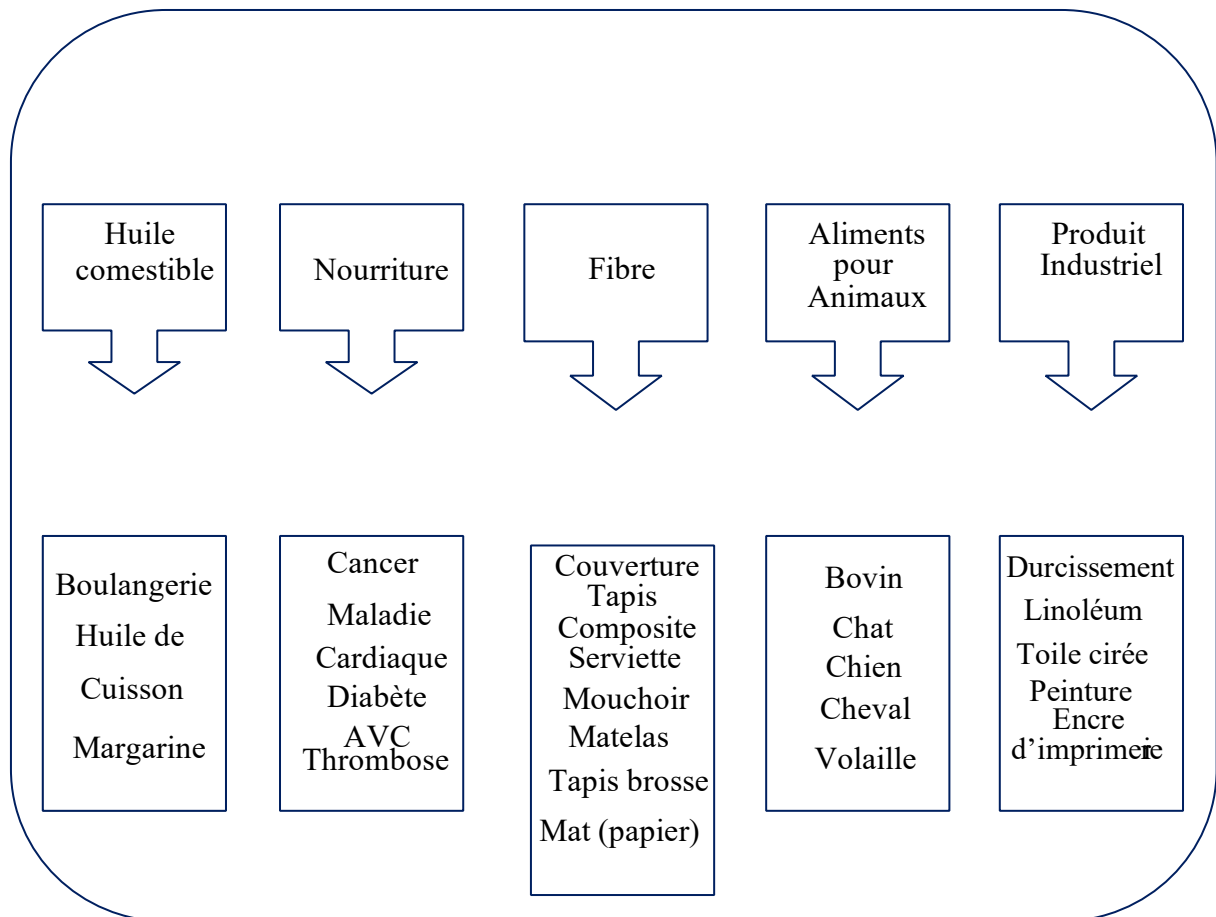 Huile
comestible
Nourriture
Fibre
Aliments
pour
Animaux
Produit
Industriel
Boulangerie
Huile de
Cuisson
Margarine
Cancer
Maladie
Cardiaque
Diabète
AVC
Thrombose
Couverture
Tapis
Composite
Serviette
Mouchoir
Matelas
Tapis brosse
Mat (papier)
Bovin
Chat
Chien
Cheval
Volaille
Durcissement
Linoléum
Toile cirée
Peinture
Encre
d’imprimerie